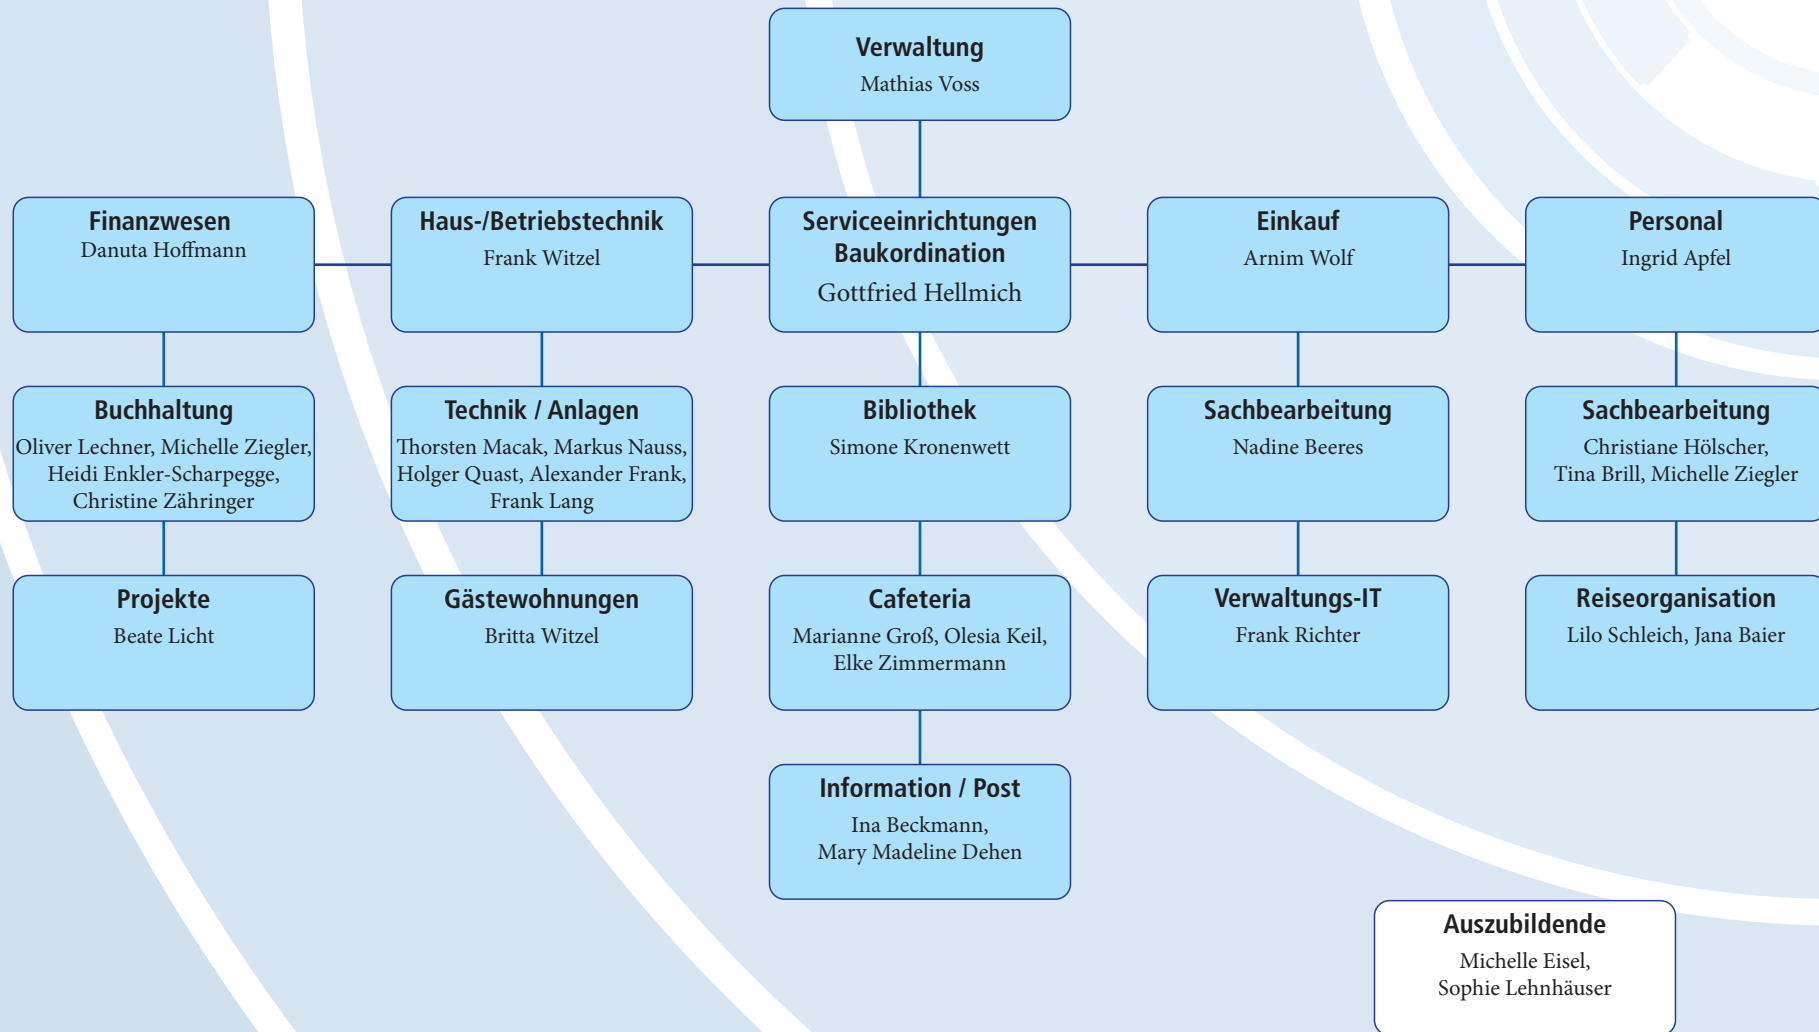 Verwaltung
Mathias Voss
Finanzwesen
Danuta Hoffmann
Haus-/Betriebstechnik
Frank Witzel
Serviceeinrichtungen
Baukordination
Gottfried Hellmich
Einkauf
Arnim Wolf
Personal
Ingrid Apfel
Buchhaltung
Oliver Lechner, Michelle Ziegler,
Heidi Enkler-Scharpegge,
Christine Zähringer
Technik / Anlagen
Thorsten Macak, Markus Nauss,
Holger Quast, Alexander Frank,
Frank Lang
Bibliothek
Simone Kronenwett
Sachbearbeitung
Nadine Beeres
Sachbearbeitung
Christiane Hölscher,
Tina Brill, Michelle Ziegler
Projekte
Beate Licht
Gästewohnungen
Britta Witzel
Cafeteria
Marianne Groß, Olesia Keil,
Elke Zimmermann
Verwaltungs-IT
Frank Richter
Reiseorganisation
Lilo Schleich, Jana Baier
Information / Post
Ina Beckmann,
Mary Madeline Dehen
Auszubildende
Michelle Eisel,
Sophie Lehnhäuser